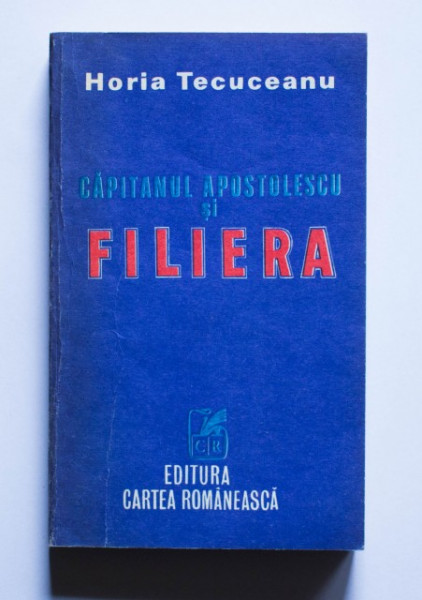 Horia Tecuceanu
CĂPITANUL APOSTOLESCU
și
FILIERA
CR
EDITURA
CARTEA ROMÂNEASCĂ